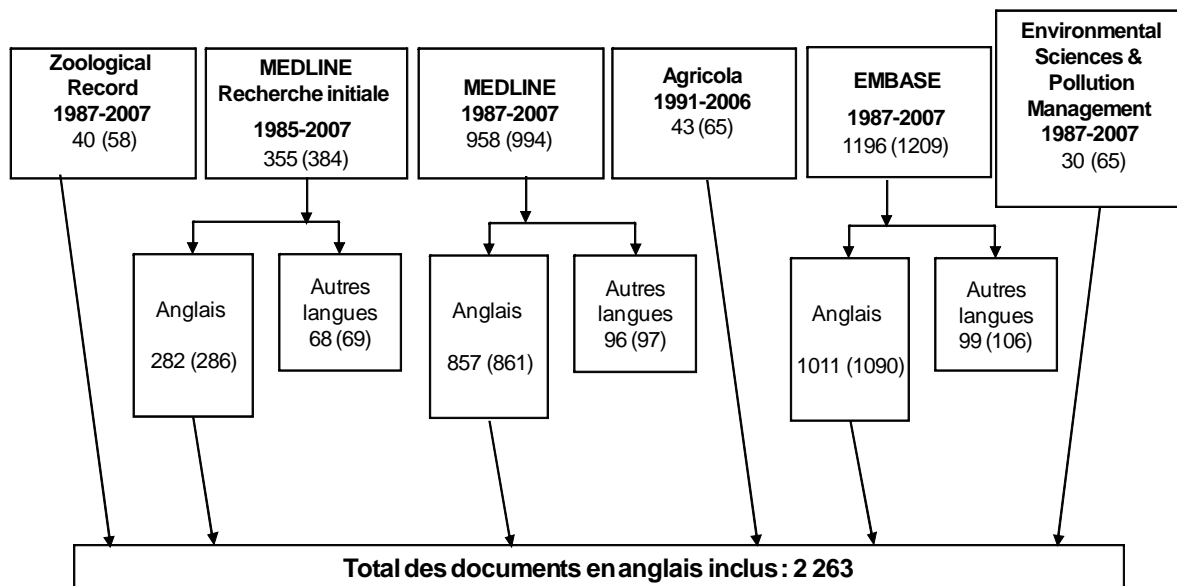 Zoological
Record
1987-2007
40 (58)
MEDLINE
Recherche initiale
1985-2007
355 (384)
MEDLINE
1987-2007
958 (994)
Agricola
1991-2006
43 (65)
EMBASE
1987-2007
1196 (1209)
Environmental
Sciences &
Pollution
Management
1987-2007
30 (65)
Anglais
282 (286)
Autres
langues
68 (69)
Anglais
857 (861)
Autres
langues
96 (97)
Anglais
1011 (1090)
Autres
langues
99 (106)
Total des documents en anglais inclus : 2 263